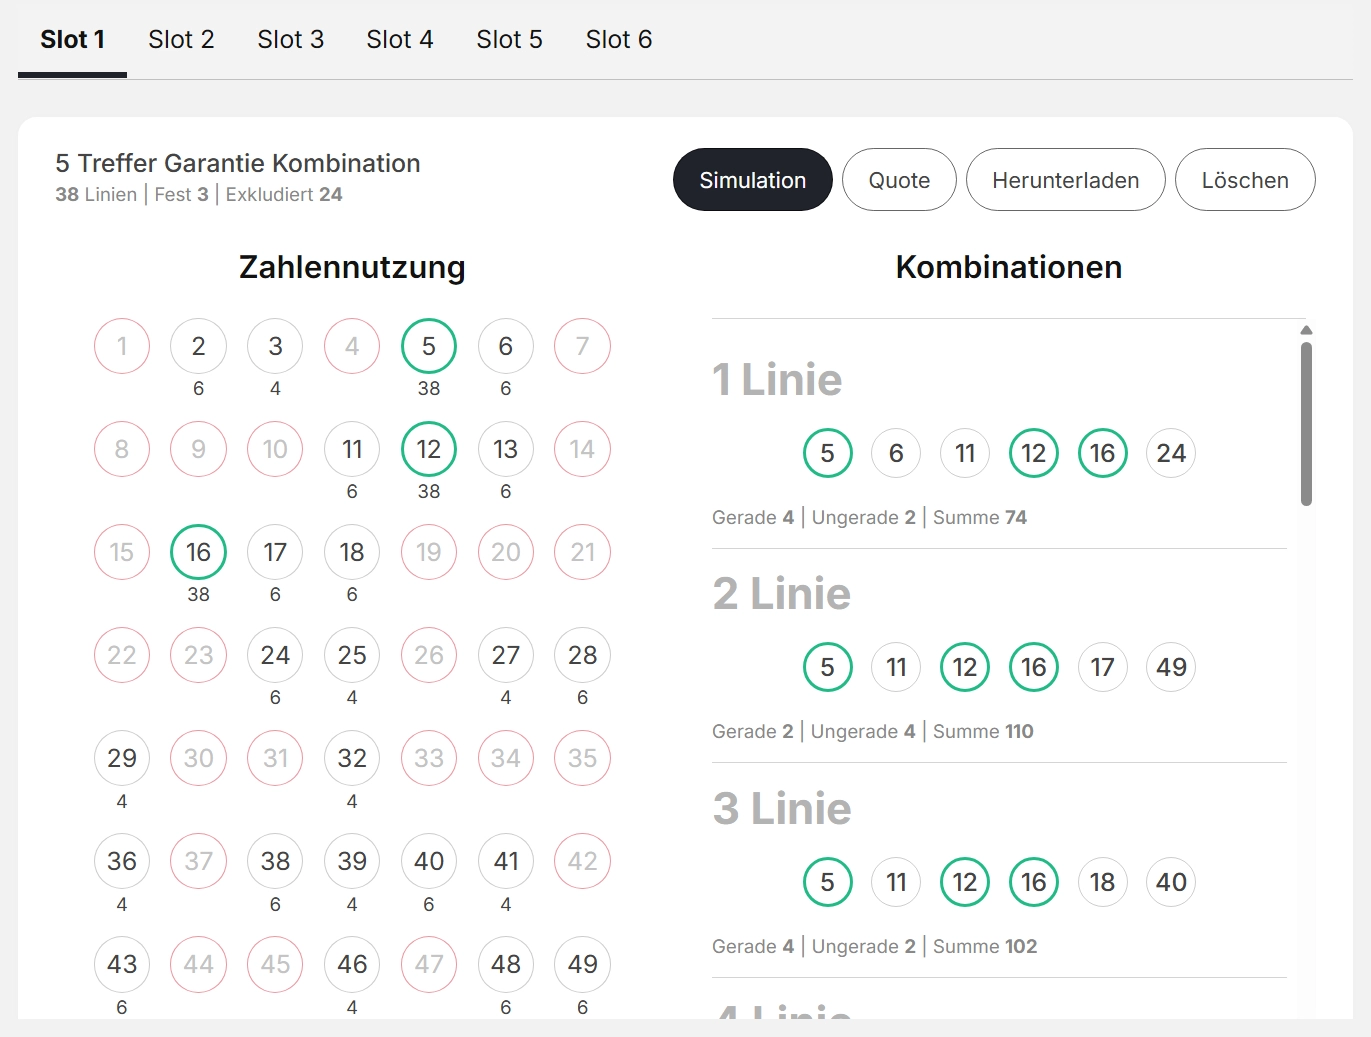 Slot 1 Slot 2 Slot 3 Slot 4 Slot 5 Slot 6
5 Treffer Garantie Kombination
38 Linien | Fest 3 | Exkludiert 24
Simulation Quote Herunterladen Löschen
Zahlennutzung
1 2 3 4 5 6 7
6 4 38 6
8 9 10 11 12 13 14
6 38 6
15 16 17 18 19 20 21
38 6 6
22 23 24 25 26 27 28
6 4 4 6
29 30 31 32 33 34 35
4 4
36 37 38 39 40 41 42
4 6 4 6 4
43 44 45 46 47 48 49
6 4 6 6
Kombinationen
1 Linie
5 6 11 12 16 24
Gerade 4 | Ungerade 2 | Summe 74
2 Linie
5 11 12 16 17 49
Gerade 2 | Ungerade 4 | Summe 110
3 Linie
5 11 12 16 18 40
Gerade 4 | Ungerade 2 | Summe 102
4 Linie